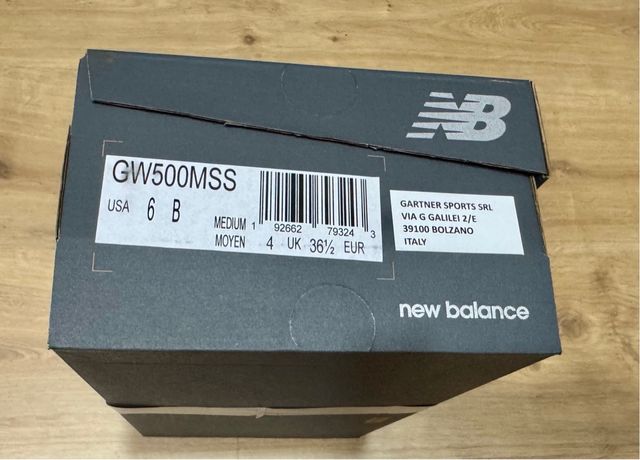 NB
GW500MSS
USA 6 B
MEDIUM
MOYEN 4 UK 36½ EUR
1 92662 79324 3
GARTNER SPORTS SRL
VIA G GALILEI 2/E
39100 BOLZANO
ITALY
new balance